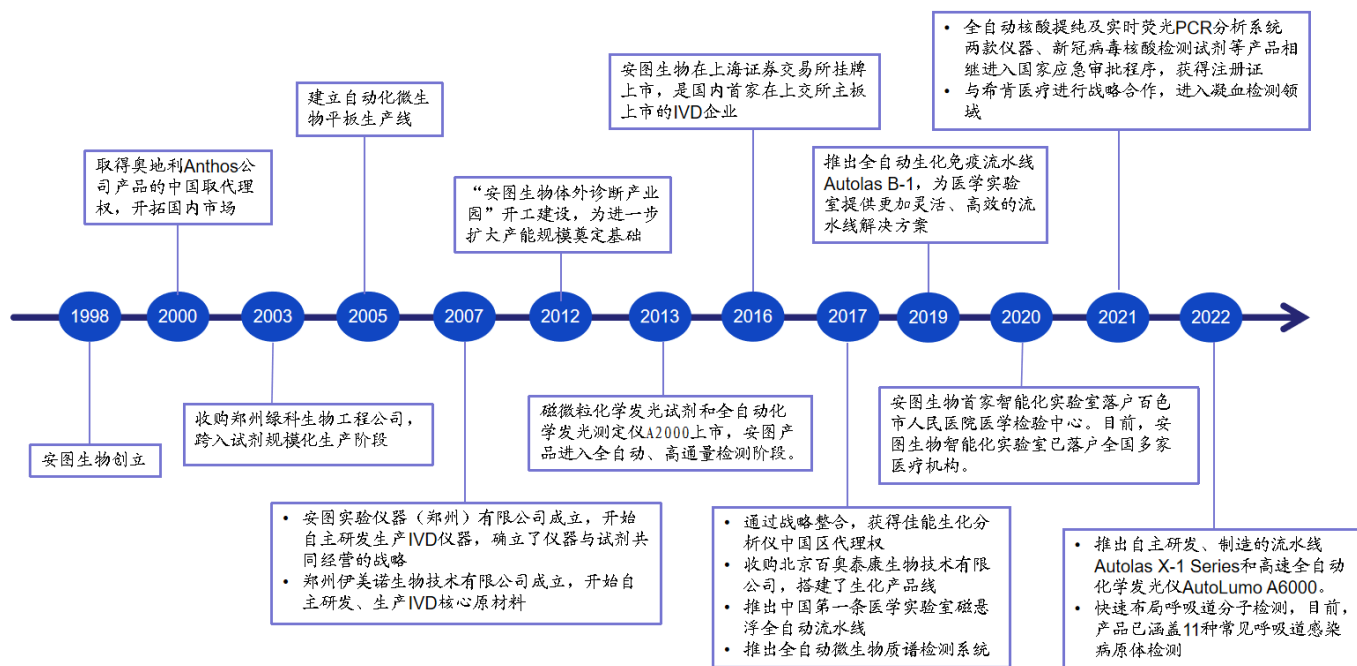 • 全自动核酸提纯及实时荧光PCR分析系统
两款仪器、新冠病毒核酸检测试剂等产品相
继进入国家应急审批程序，获得注册证
• 与希肯医疗进行战略合作，进入凝血检测领
域
安图生物在上海证券交易所挂牌
上市，是国内首家在上交所主板
上市的IVD企业
建立自动化微生
物平板生产线
取得奥地利Anthos公
司产品的中国取代理
权，开拓国内市场
“安图生物体外诊断产业
园”开工建设，为进一步
扩大产能规模奠定基础
推出全自动生化免疫流水线
Autolas B-1，为医学实验
室提供更加灵活、高效的流
水线解决方案
1998
2000
2003
2005
2007
2012
2013
2016
2017
2019
2020
2021
2022
安图生物创立
收购郑州绿科生物工程公司，
跨入试剂规模化生产阶段
磁微粒化学发光试剂和全自动化
学发光测定仪A2000上市，安图产
品进入全自动、高通量检测阶段。
安图生物首家智能化实验室落户百色
市人民医院医学检验中心。目前，安
图生物智能化实验室已落户全国多家
医疗机构。
• 安图实验仪器（郑州）有限公司成立，开始
自主研发生产IVD仪器，确立了仪器与试剂共
同经营的战略
• 郑州伊美诺生物技术有限公司成立，开始自
主研发、生产IVD核心原材料
• 通过战略整合，获得佳能生化分
析仪中国区代理权
• 收购北京百奥泰康生物技术有限
公司，搭建了生化产品线
• 推出中国第一条医学实验室磁悬
浮全自动流水线
• 推出全自动微生物质谱检测系统
• 推出自主研发、制造的流水线
Autolas X-1 Series和高速全自动
化学发光仪AutoLumo A6000。
• 快速布局呼吸道分子检测，目前，
产品已涵盖11种常见呼吸道感染
病原体检测